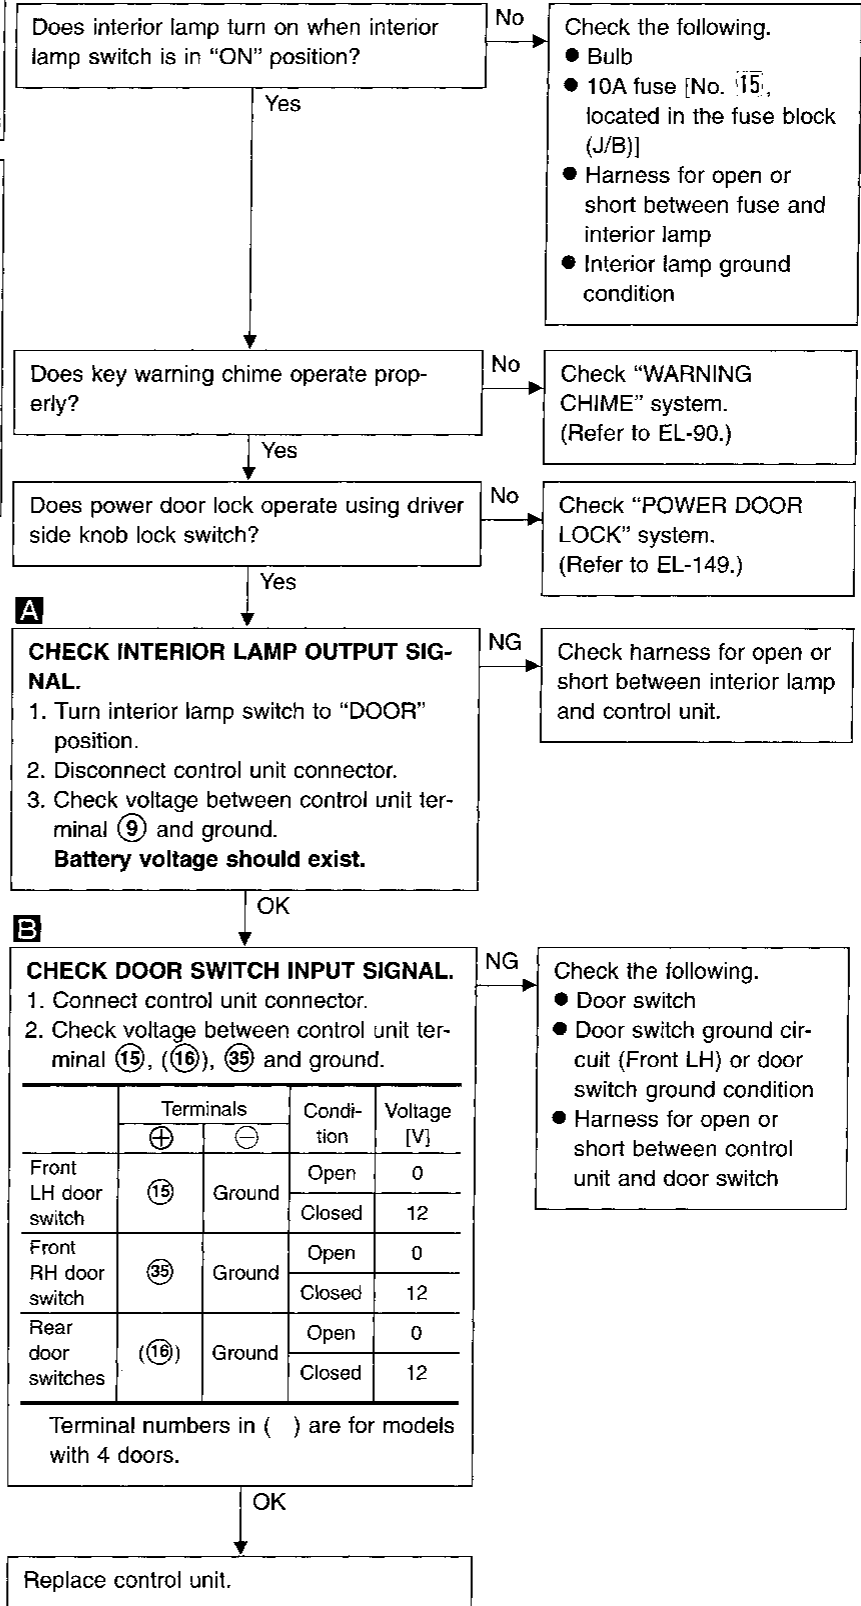 Does interior lamp turn on when interior
lamp switch is in “ON” position?
No
Check the following.
● Bulb
● 10A fuse [No. 15,
located in the fuse block
(J/B)]
● Harness for open or
short between fuse and
interior lamp
● Interior lamp ground
condition
Yes
Does key warning chime operate prop-
erly?
No
Check “WARNING
CHIME” system.
(Refer to EL-90.)
Yes
Does power door lock operate using driver
side knob lock switch?
No
Check “POWER DOOR
LOCK” system.
(Refer to EL-149.)
Yes
A
CHECK INTERIOR LAMP OUTPUT SIG-
NAL.
1. Turn interior lamp switch to “DOOR”
position.
2. Disconnect control unit connector.
3. Check voltage between control unit ter-
minal ⑨ and ground.
Battery voltage should exist.
NG
Check harness for open or
short between interior lamp
and control unit.
OK
B
CHECK DOOR SWITCH INPUT SIGNAL.
1. Connect control unit connector.
2. Check voltage between control unit ter-
minal ⑮, (⑯), ㉟ and ground.
Terminals Condi- Voltage
⊕ ⊖ tion [V]
Front
LH door
switch
⑮ Ground Open 0
Closed 12
Front
RH door
switch
㉟ Ground Open 0
Closed 12
Rear
door
switches
(⑯) Ground Open 0
Closed 12
Terminal numbers in ( ) are for models
with 4 doors.
NG
Check the following.
● Door switch
● Door switch ground cir-
cuit (Front LH) or door
switch ground condition
● Harness for open or
short between control
unit and door switch
OK
Replace control unit.